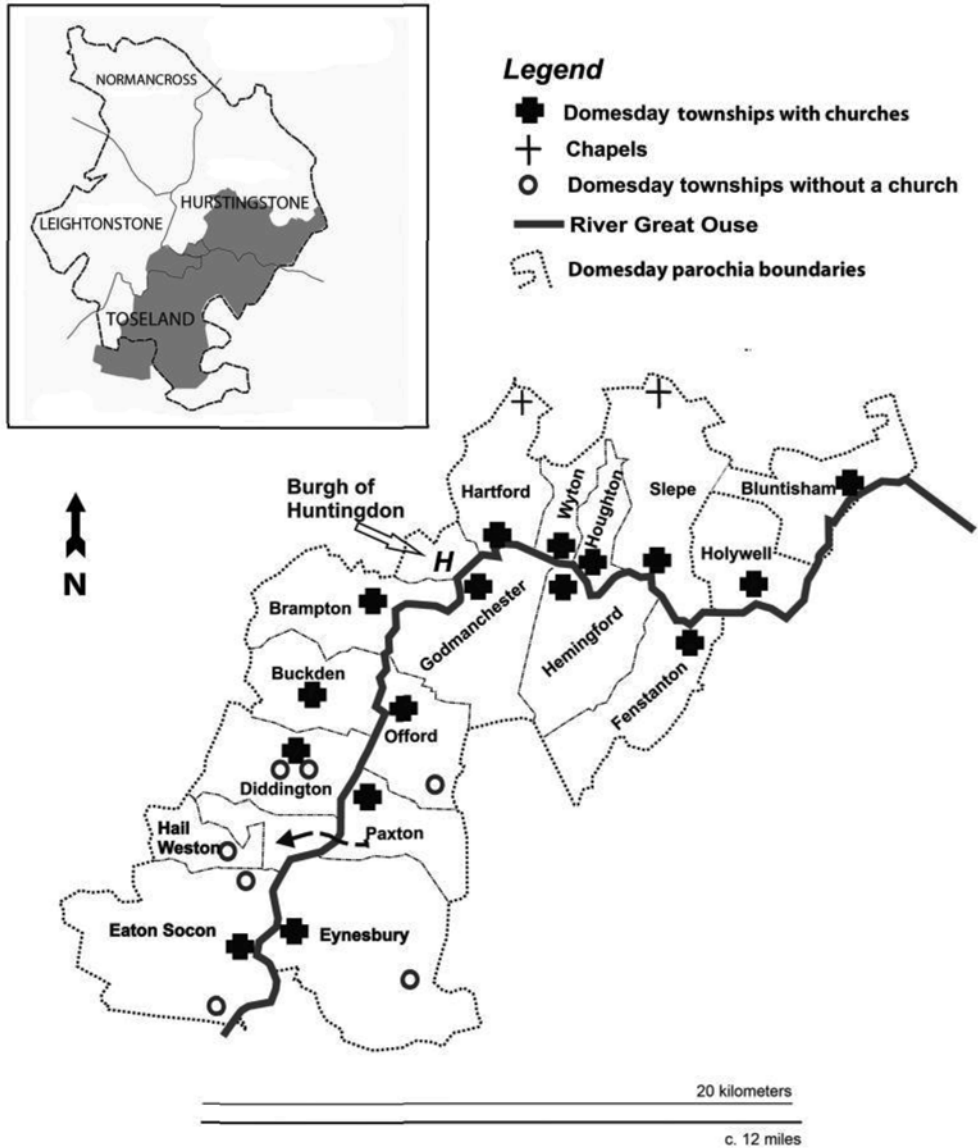 NORMANCROSS
HURSTINGSTONE
LEIGHTONSTONE
TOSELAND
Legend
Domesday townships with churches
Chapels
Domesday townships without a church
River Great Ouse
Domesday parochia boundaries
Burgh of
Huntingdon
H
N
Hartford
Wyton
Houghton
Slepe
Bluntisham
Holywell
Brampton
Godmanchester
Hemingford
Fenstanton
Buckden
Offord
Diddington
Hail
Weston
Paxton
Eaton Socon
Eynesbury
20 kilometers
c. 12 miles